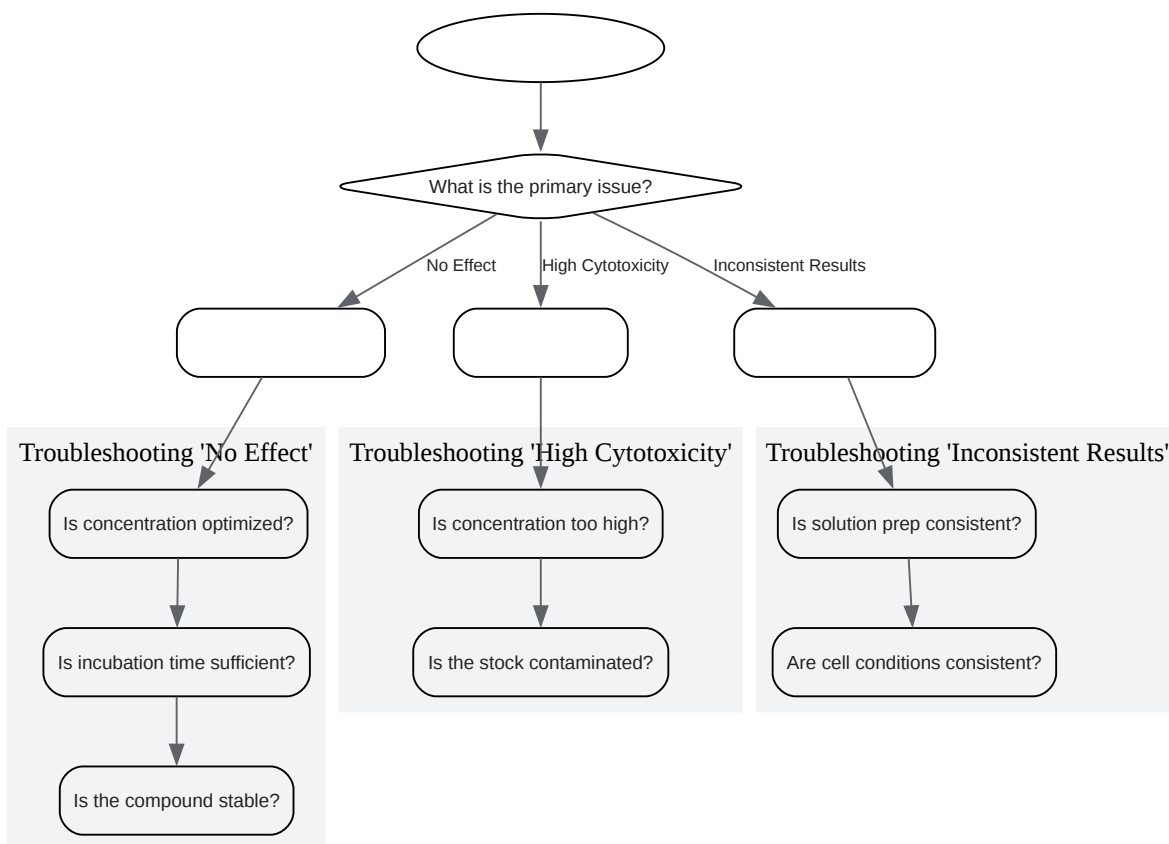 What is the primary issue?
No Effect
High Cytotoxicity
Inconsistent Results
Troubleshooting 'No Effect'
Troubleshooting 'High Cytotoxicity'
Troubleshooting 'Inconsistent Results'
Is concentration optimized?
Is concentration too high?
Is solution prep consistent?
Is incubation time sufficient?
Is the stock contaminated?
Are cell conditions consistent?
Is the compound stable?